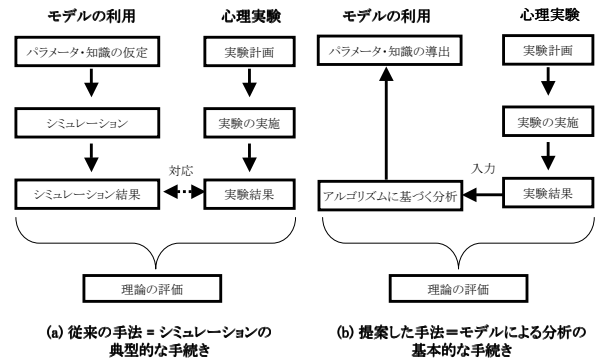 モデルの利用
心理実験
パラメータ・知識の仮定
実験計画
シミュレーション
実験の実施
対応
シミュレーション結果
実験結果
理論の評価
(a) 従来の手法 = シミュレーションの
典型的な手続き
モデルの利用
心理実験
パラメータ・知識の導出
実験計画
実験の実施
入力
アルゴリズムに基づく分析
実験結果
理論の評価
(b) 提案した手法＝モデルによる分析の
基本的な手続き